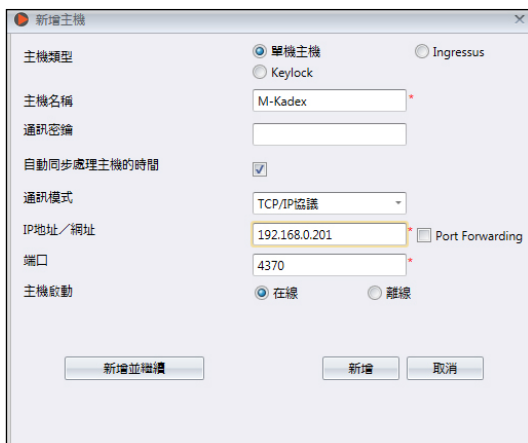 新增主機
主機類型 單機主機 Ingressus
Keylock
主機名稱 M-Kadex *
通訊密鑰
自動同步處理主機的時間
通訊模式 TCP/IP協議
IP地址／網址 192.168.0.201 * Port Forwarding
端口 4370 *
主機啟動 在線 離線
新增並繼續 新增 取消